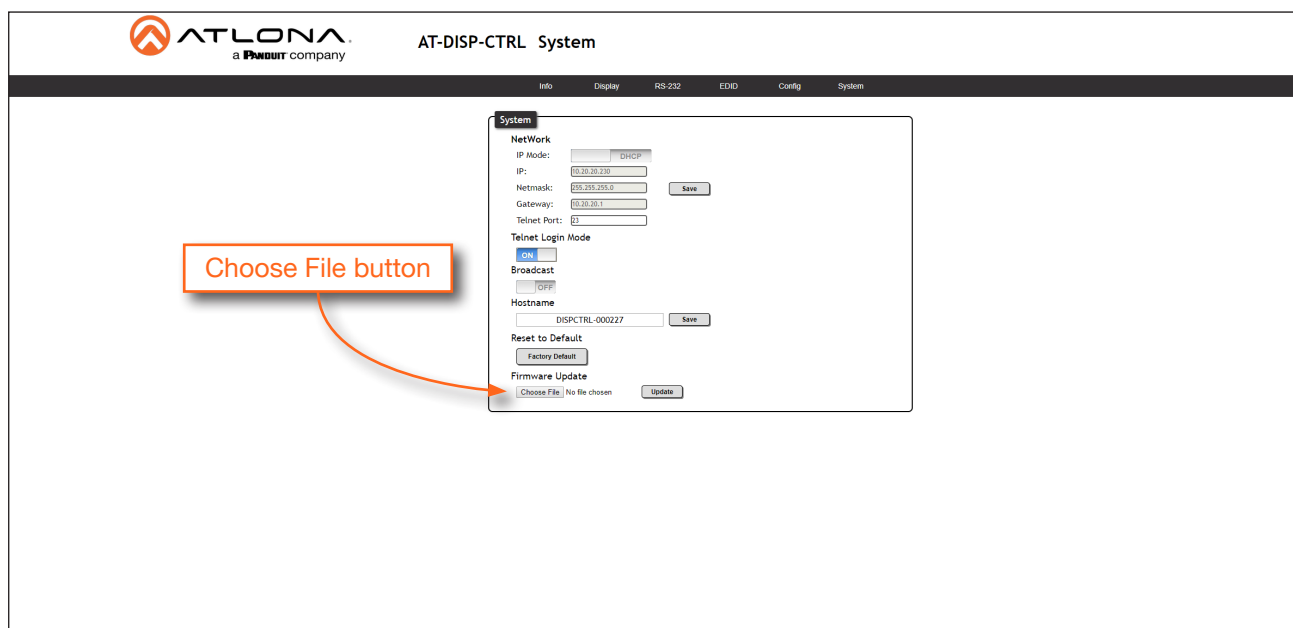 ATLONA.
a PANDUIT company
AT-DISP-CTRL System
Info Display RS-232 EDID Config System
System
NetWork
IP Mode: DHCP
IP: 10.20.20.230
Netmask: 255.255.255.0 Save
Gateway: 10.20.20.1
Telnet Port: 23
Telnet Login Mode
ON
Choose File button
Broadcast
OFF
Hostname
DISPCTRL-000227 Save
Reset to Default
Factory Default
Firmware Update
Choose File No file chosen Update